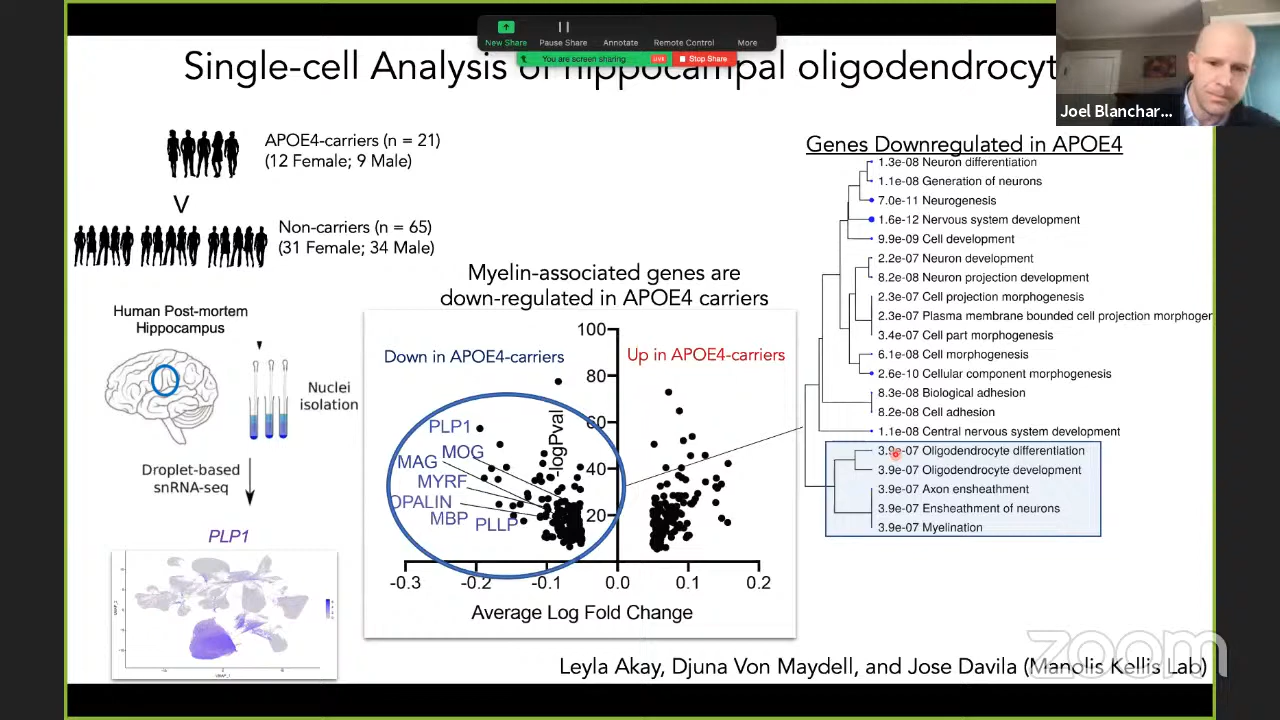 New Share
Pause Share
Annotate
Remote Control
More
You are screen sharing
LIVE
Stop Share
Single-cell Analysis of hippocampal oligodendrocyt
Joel Blanchar...
APOE4-carriers (n = 21)
(12 Female; 9 Male)
V
Non-carriers (n = 65)
(31 Female; 34 Male)
Human Post-mortem
Hippocampus
Nuclei
isolation
Droplet-based
snRNA-seq
PLP1
Myelin-associated genes are
down-regulated in APOE4 carriers
Down in APOE4-carriers
Up in APOE4-carriers
100
80
60
40
20
-logPval
PLP1
MOG
MAG
MYRF
OPALIN
MBP
PLLP
-0.3
-0.2
-0.1
0.0
0.1
0.2
Average Log Fold Change
Genes Downregulated in APOE4
1.3e-08 Neuron differentiation
1.1e-08 Generation of neurons
7.0e-11 Neurogenesis
1.6e-12 Nervous system development
9.9e-09 Cell development
2.2e-07 Neuron development
8.2e-08 Neuron projection development
2.3e-07 Cell projection morphogenesis
2.3e-07 Plasma membrane bounded cell projection morphoger
3.4e-07 Cell part morphogenesis
6.1e-08 Cell morphogenesis
2.6e-10 Cellular component morphogenesis
8.3e-08 Biological adhesion
8.2e-08 Cell adhesion
1.1e-08 Central nervous system development
3.9e-07 Oligodendrocyte differentiation
3.9e-07 Oligodendrocyte development
3.9e-07 Axon ensheathment
3.9e-07 Ensheathment of neurons
3.9e-07 Myelination
Leyla Akay, Djuna Von Maydell, and Jose Davila (Manolis Kellis Lab)
zoom